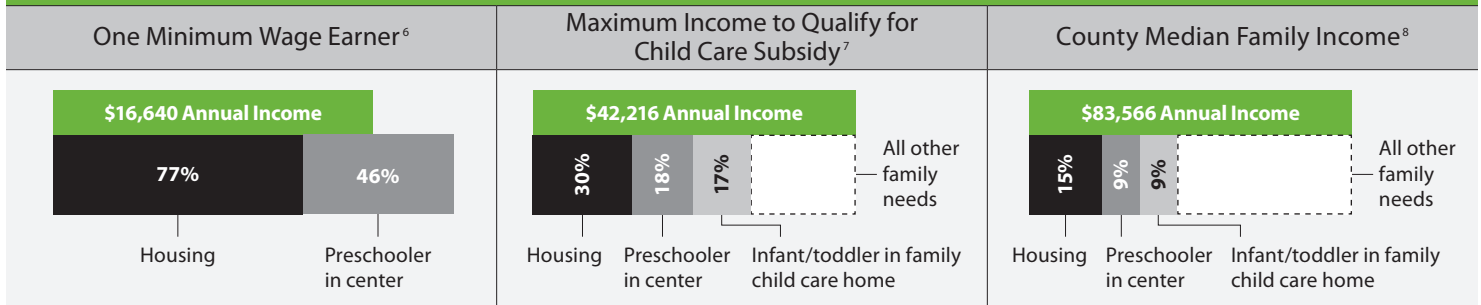 One Minimum Wage Earner⁶
Maximum Income to Qualify for
Child Care Subsidy⁷
County Median Family Income⁸
$16,640 Annual Income
77%
46%
Housing
Preschooler
in center
$42,216 Annual Income
30%
18%
17%
All other
family
needs
Housing
Preschooler
in center
Infant/toddler in family
child care home
$83,566 Annual Income
15%
9%
9%
All other
family
needs
Housing
Preschooler
in center
Infant/toddler in family
child care home